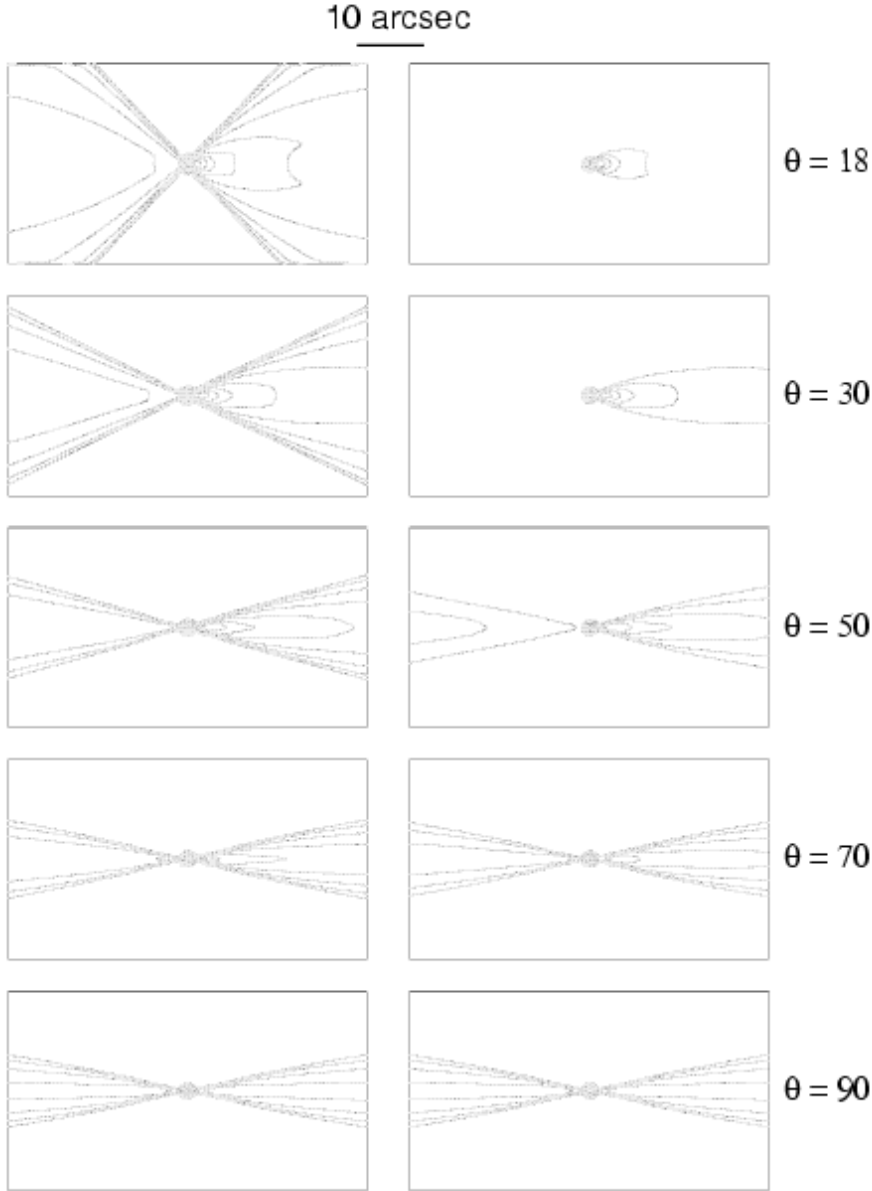 10 arcsec
θ = 18
θ = 30
θ = 50
θ = 70
θ = 90